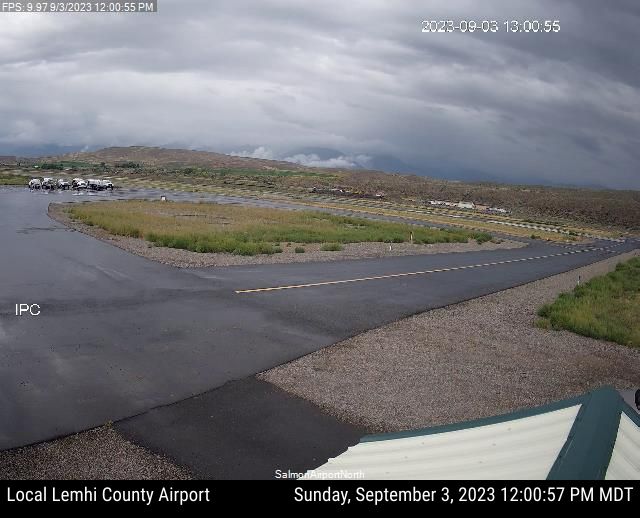 FPS: 9.97 9/3/2023 12:00:55 PM
2023-09-03 13:00:55
IPC
SalmonAirportNorth
Local Lemhi County Airport
Sunday, September 3, 2023 12:00:57 PM MDT